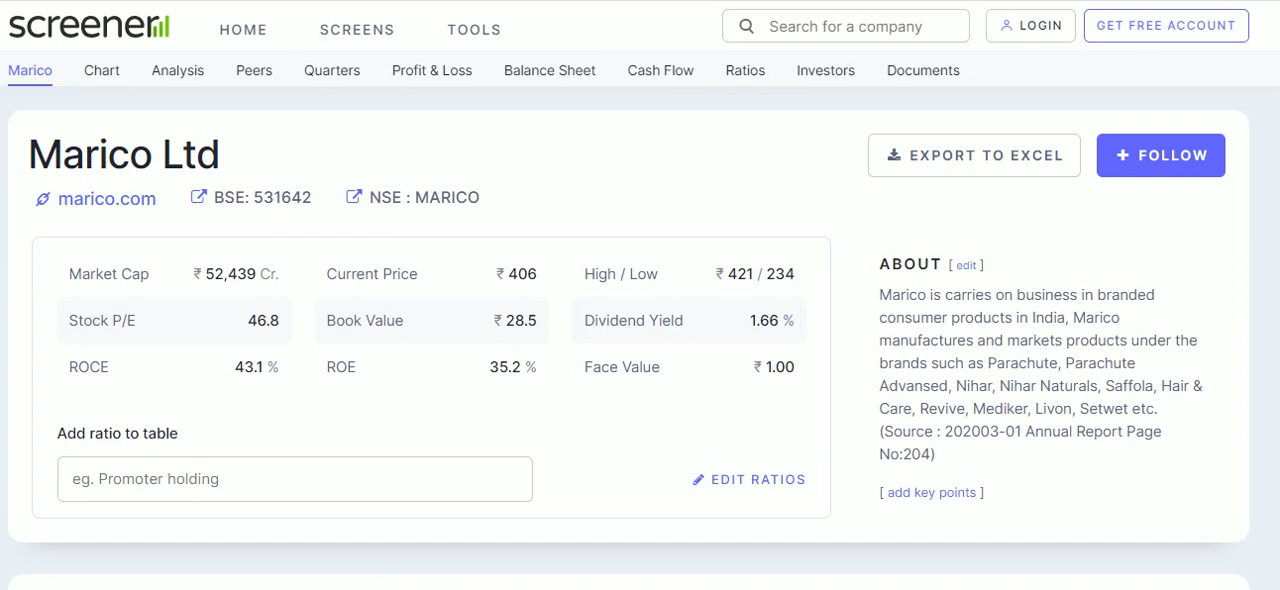 screener
HOME SCREENS TOOLS
Search for a company
LOGIN
GET FREE ACCOUNT
Marico Chart Analysis Peers Quarters Profit & Loss Balance Sheet Cash Flow Ratios Investors Documents
Marico Ltd
EXPORT TO EXCEL
+ FOLLOW
marico.com BSE: 531642 NSE : MARICO
Market Cap ₹ 52,439 Cr. Current Price ₹ 406 High / Low ₹ 421 / 234
Stock P/E 46.8 Book Value ₹ 28.5 Dividend Yield 1.66 %
ROCE 43.1 % ROE 35.2 % Face Value ₹ 1.00
Add ratio to table
eg. Promoter holding
EDIT RATIOS
ABOUT [ edit ]
Marico is carries on business in branded
consumer products in India, Marico
manufactures and markets products under the
brands such as Parachute, Parachute
Advansed, Nihar, Nihar Naturals, Saffola, Hair &
Care, Revive, Mediker, Livon, Setwet etc.
(Source : 202003-01 Annual Report Page
No:204)
[ add key points ]